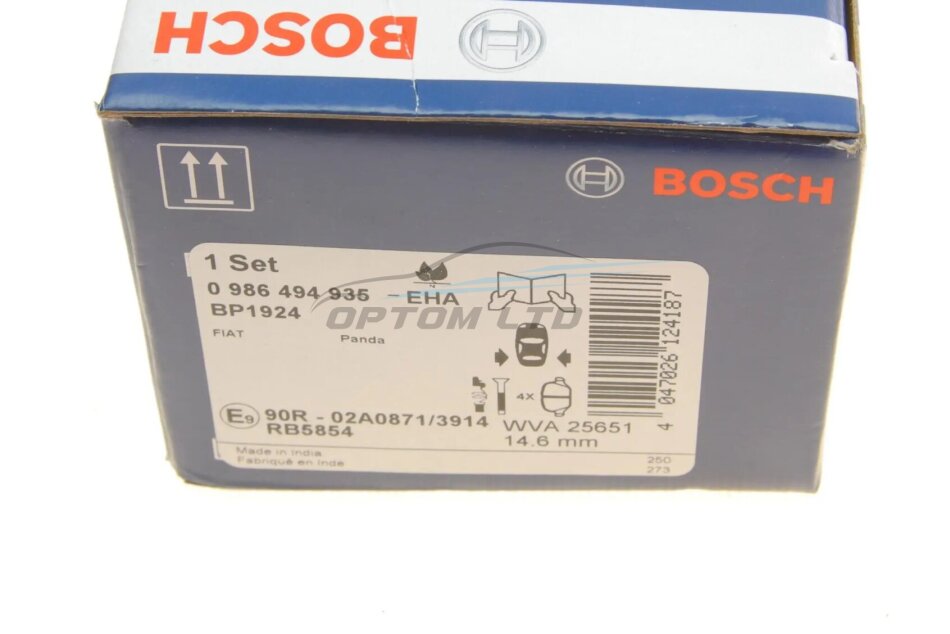 BOSCH
BOSCH
1 Set
0 986 494 935 - EHA
BP1924
FIAT Panda
OPTOM LTD
4X
E9 90R - 02A0871/3914
RB5854
WVA 25651
14.6 mm
4 047026 124187
Made in India
Fabriqué en Inde
250
273